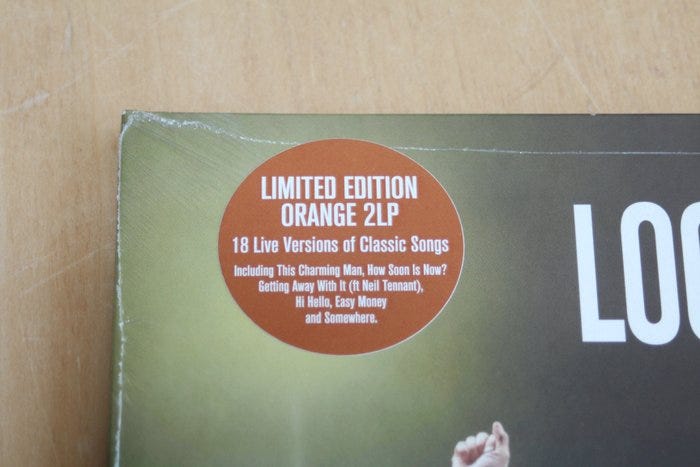 LIMITED EDITION
ORANGE 2LP
18 Live Versions of Classic Songs
Including This Charming Man, How Soon Is Now?
Getting Away With It (ft Neil Tennant),
Hi Hello, Easy Money
and Somewhere.
LOO